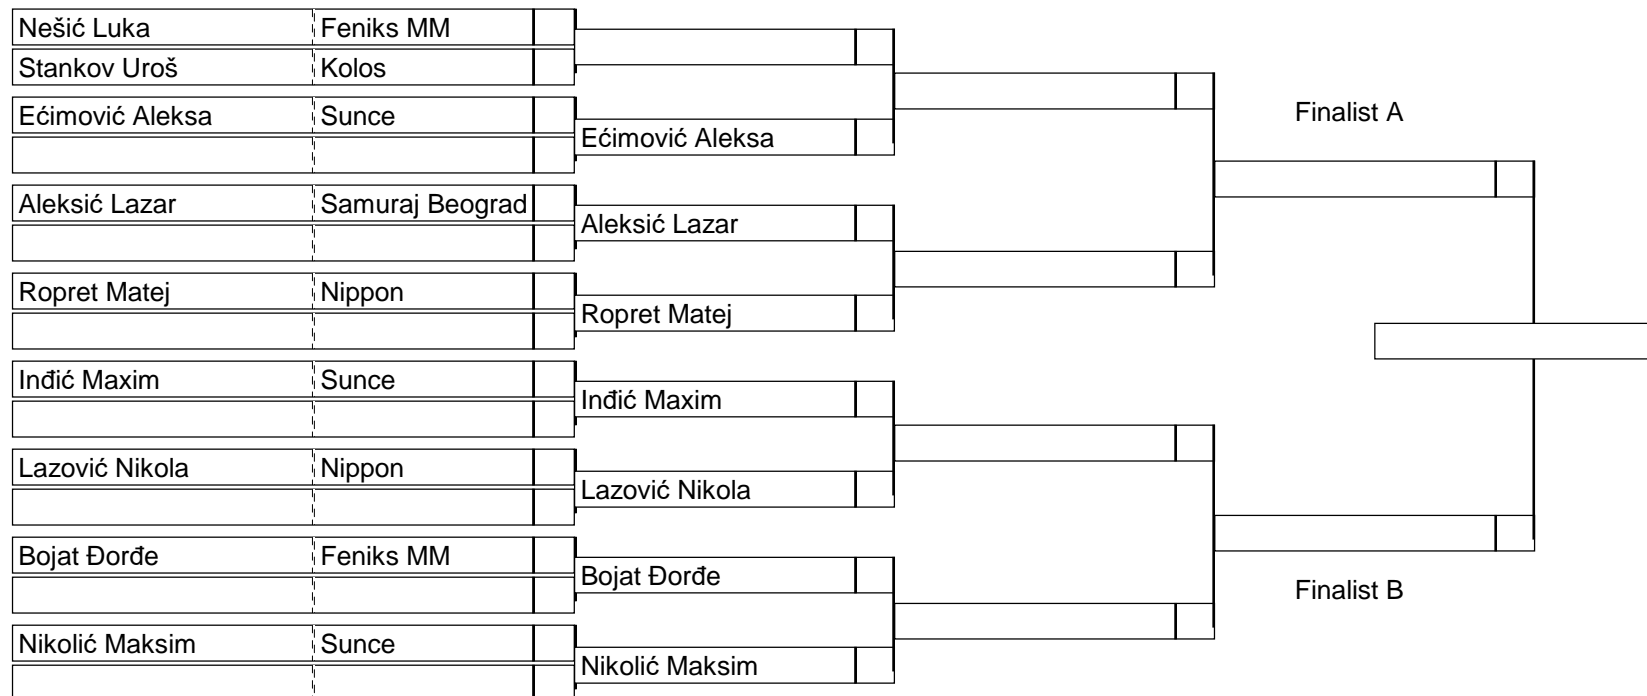 Nešić Luka Feniks MM
Stankov Uroš Kolos
Ećimović Aleksa Sunce
Ećimović Aleksa
Finalist A
Aleksić Lazar Samuraj Beograd
Aleksić Lazar
Ropret Matej Nippon
Ropret Matej
Inđić Maxim Sunce
Inđić Maxim
Lazović Nikola Nippon
Lazović Nikola
Bojat Đorđe Feniks MM
Bojat Đorđe
Finalist B
Nikolić Maksim Sunce
Nikolić Maksim